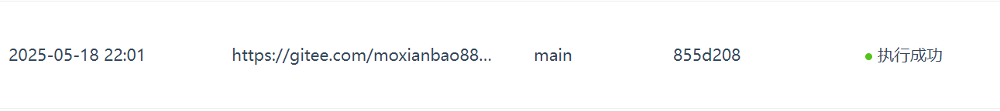 2025-05-18 22:01 https://gitee.com/moxianbao88... main 855d208 执行成功